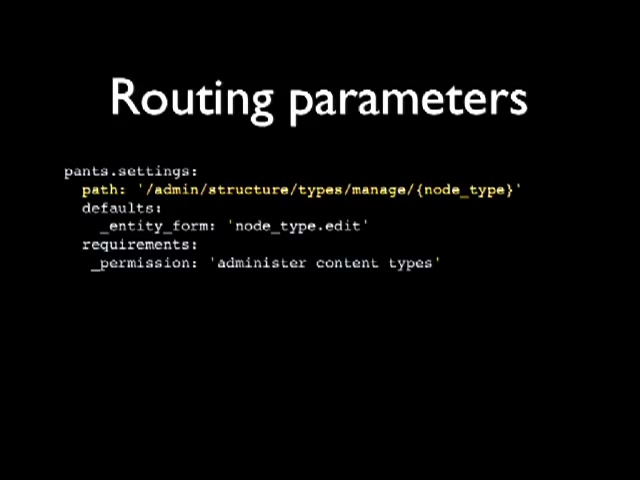 Routing parameters
pants.settings:
path: '/admin/structure/types/manage/{node_type}'
defaults:
_entity_form: 'node_type.edit'
requirements:
_permission: 'administer content types'